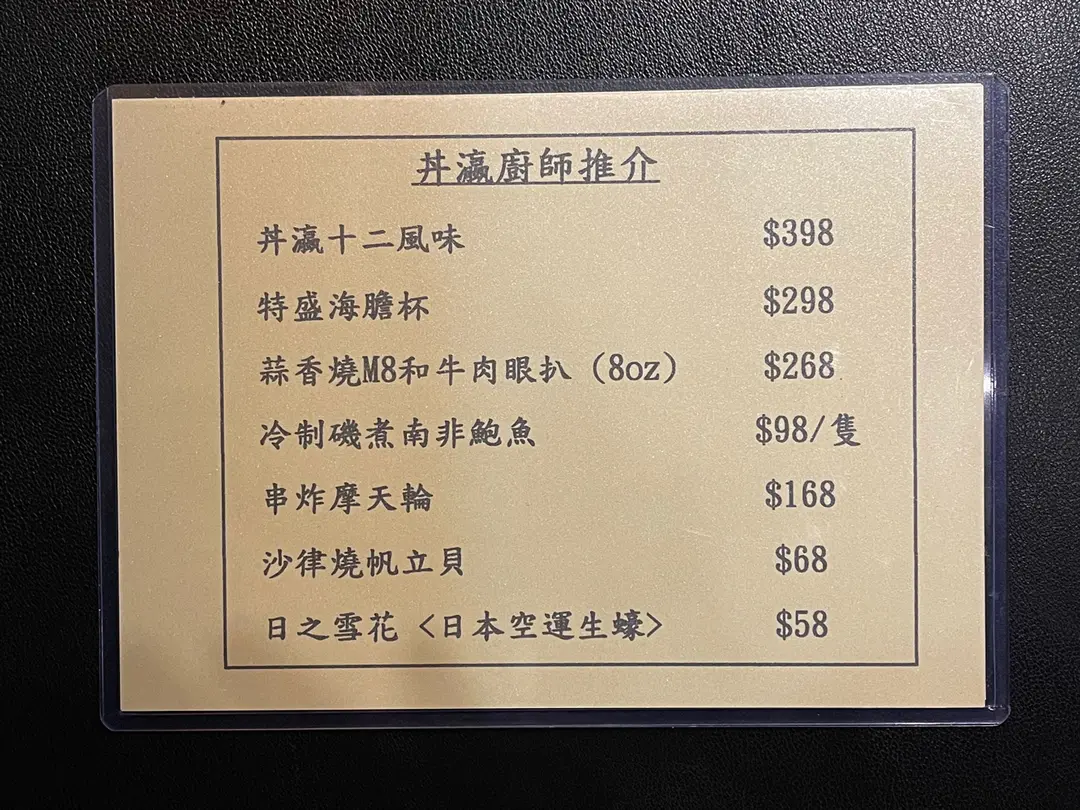 丼瀛廚師推介
丼瀛十二風味 $398
特盛海膽杯 $298
蒜香燒M8和牛肉眼扒 (8oz) $268
冷制磯煮南非鮑魚 $98/隻
串炸摩天輪 $168
沙律燒帆立貝 $68
日之雪花 <日本空運生蠔> $58